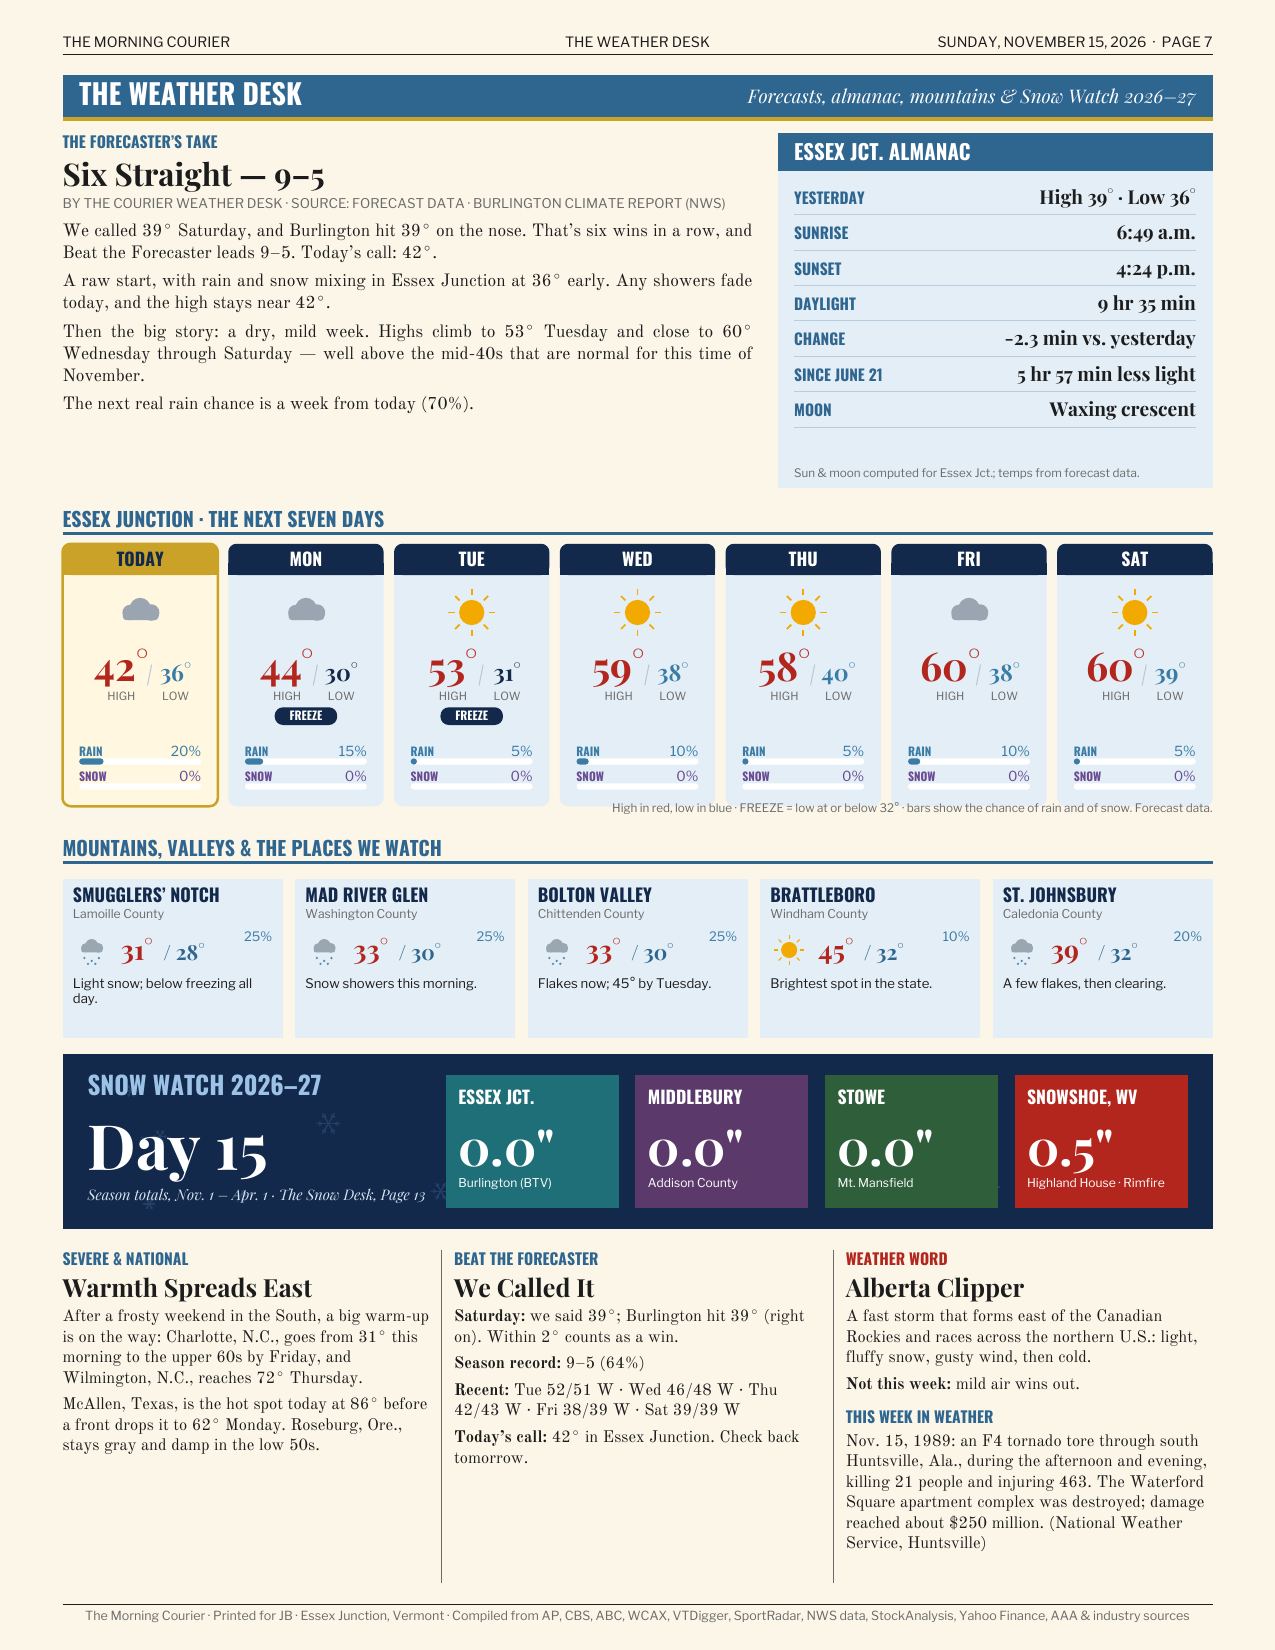 THE MORNING COURIER THE WEATHER DESK SUNDAY, NOVEMBER 15, 2026 · PAGE 7
THE WEATHER DESK Forecasts, almanac, mountains & Snow Watch 2026–27
THE FORECASTER'S TAKE
Six Straight — 9–5
BY THE COURIER WEATHER DESK · SOURCE: FORECAST DATA · BURLINGTON CLIMATE REPORT (NWS)
We called 39° Saturday, and Burlington hit 39° on the nose. That's six wins in a row, and
Beat the Forecaster leads 9–5. Today's call: 42°.
A raw start, with rain and snow mixing in Essex Junction at 36° early. Any showers fade
today, and the high stays near 42°.
Then the big story: a dry, mild week. Highs climb to 53° Tuesday and close to 60°
Wednesday through Saturday — well above the mid-40s that are normal for this time of
November.
The next real rain chance is a week from today (70%).
ESSEX JCT. ALMANAC
YESTERDAY High 39° · Low 36°
SUNRISE 6:49 a.m.
SUNSET 4:24 p.m.
DAYLIGHT 9 hr 35 min
CHANGE -2.3 min vs. yesterday
SINCE JUNE 21 5 hr 57 min less light
MOON Waxing crescent
Sun & moon computed for Essex Jct.; temps from forecast data.
ESSEX JUNCTION · THE NEXT SEVEN DAYS
TODAY MON TUE WED THU FRI SAT
42° / 36° 44° / 30° 53° / 31° 59° / 38° 58° / 40° 60° / 38° 60° / 39°
HIGH LOW HIGH LOW HIGH LOW HIGH LOW HIGH LOW HIGH LOW HIGH LOW
FREEZE FREEZE
RAIN 20% RAIN 15% RAIN 5% RAIN 10% RAIN 5% RAIN 10% RAIN 5%
SNOW 0% SNOW 0% SNOW 0% SNOW 0% SNOW 0% SNOW 0% SNOW 0%
High in red, low in blue · FREEZE = low at or below 32° · bars show the chance of rain and of snow. Forecast data.
MOUNTAINS, VALLEYS & THE PLACES WE WATCH
SMUGGLERS' NOTCH
Lamoille County
25%
31° / 28°
Light snow; below freezing all
day.
MAD RIVER GLEN
Washington County
25%
33° / 30°
Snow showers this morning.
BOLTON VALLEY
Chittenden County
25%
33° / 30°
Flakes now; 45° by Tuesday.
BRATTLEBORO
Windham County
10%
45° / 32°
Brightest spot in the state.
ST. JOHNSBURY
Caledonia County
20%
39° / 32°
A few flakes, then clearing.
SNOW WATCH 2026–27
Day 15
Season totals, Nov. 1 – Apr. 1 · The Snow Desk, Page 13
ESSEX JCT.
0.0"
Burlington (BTV)
MIDDLEBURY
0.0"
Addison County
STOWE
0.0"
Mt. Mansfield
SNOWSHOE, WV
0.5"
Highland House · Rimfire
SEVERE & NATIONAL
Warmth Spreads East
After a frosty weekend in the South, a big warm-up
is on the way: Charlotte, N.C., goes from 31° this
morning to the upper 60s by Friday, and
Wilmington, N.C., reaches 72° Thursday.
McAllen, Texas, is the hot spot today at 86° before
a front drops it to 62° Monday. Roseburg, Ore.,
stays gray and damp in the low 50s.
BEAT THE FORECASTER
We Called It
Saturday: we said 39°; Burlington hit 39° (right
on). Within 2° counts as a win.
Season record: 9–5 (64%)
Recent: Tue 52/51 W · Wed 46/48 W · Thu
42/43 W · Fri 38/39 W · Sat 39/39 W
Today's call: 42° in Essex Junction. Check back
tomorrow.
WEATHER WORD
Alberta Clipper
A fast storm that forms east of the Canadian
Rockies and races across the northern U.S.: light,
fluffy snow, gusty wind, then cold.
Not this week: mild air wins out.
THIS WEEK IN WEATHER
Nov. 15, 1989: an F4 tornado tore through south
Huntsville, Ala., during the afternoon and evening,
killing 21 people and injuring 463. The Waterford
Square apartment complex was destroyed; damage
reached about $250 million. (National Weather
Service, Huntsville)
The Morning Courier · Printed for JB · Essex Junction, Vermont · Compiled from AP, CBS, ABC, WCAX, VTDigger, SportRadar, NWS data, StockAnalysis, Yahoo Finance, AAA & industry sources